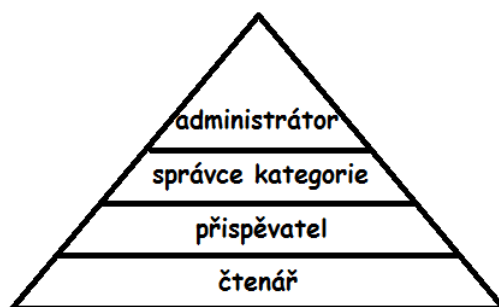 administrátor
správce kategorie
přispěvatel
čtenář